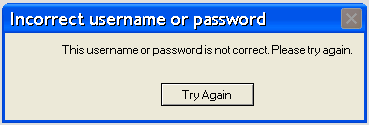 Incorrect username or password
This username or password is not correct. Please try again.
Try Again